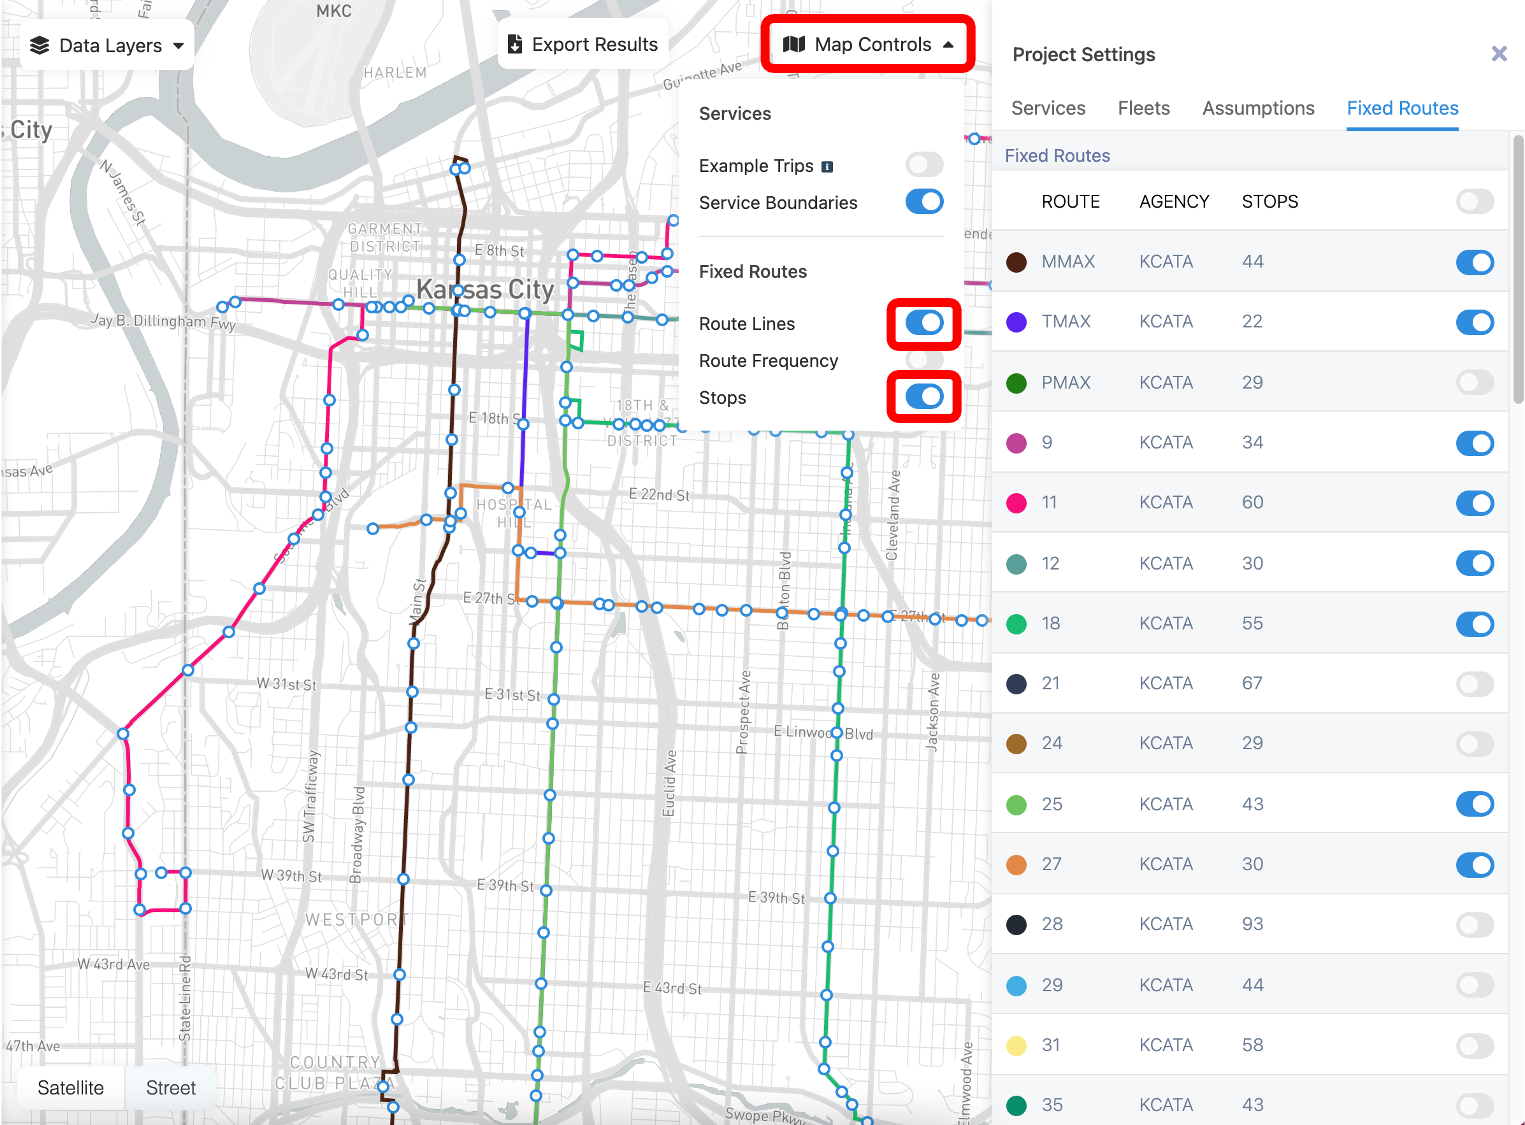 MKC
Data Layers
Export Results
Map Controls
HARLEM
Guinotte Ave
s City
N James St
GARMENT
DISTRICT
E 8th St
QUALITY
HILL
Kansas City
Jay B. Dillingham Fwy
E 18th St
18TH &
DISTRICT
E 22nd St
HOSPITAL
HILL
Cleveland Ave
Benton Blvd
Main St
E 27th St
E 27th St
W 31st St
E 31st St
Prospect Ave
Jackson Ave
E Linwood Blvd
SW Trafficway
Broadway Blvd
Euclid Ave
W 39th St
E 39th St
E 39th St
WESTPORT
W 43rd Ave
W 43rd St
E 43rd St
State Line Rd
47th Ave
COUNTRY
CLUB PLAZA
Elmwood Ave
Swope Pkwy
Satellite
Street
Services
Example Trips
Service Boundaries
Fixed Routes
Route Lines
Route Frequency
Stops
Project Settings
Services Fleets Assumptions Fixed Routes
Fixed Routes
ROUTE AGENCY STOPS
MMAX KCATA 44
TMAX KCATA 22
PMAX KCATA 29
9 KCATA 34
11 KCATA 60
12 KCATA 30
18 KCATA 55
21 KCATA 67
24 KCATA 29
25 KCATA 43
27 KCATA 30
28 KCATA 93
29 KCATA 44
31 KCATA 58
35 KCATA 43